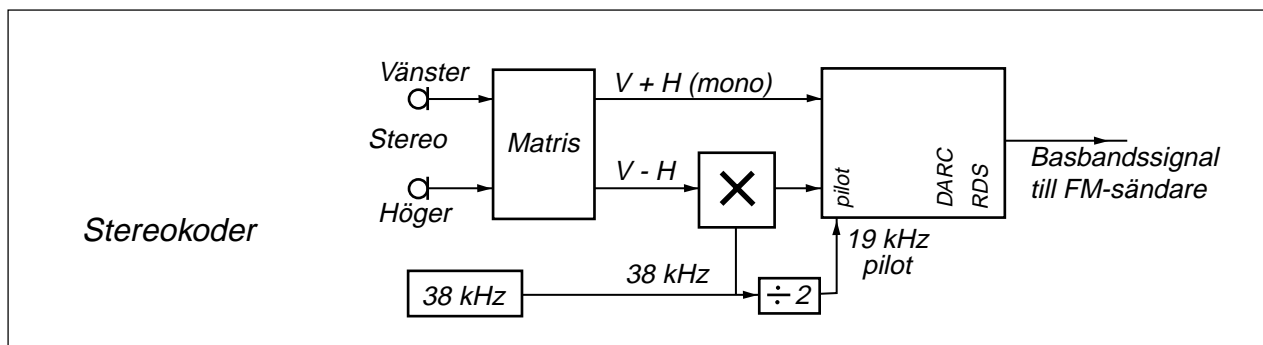 Vänster
V + H (mono)
Stereo
Matris
V - H
Höger
Stereokoder
pilot
DARC
RDS
Basbandssignal
till FM-sändare
19 kHz
pilot
38 kHz
38 kHz
÷ 2